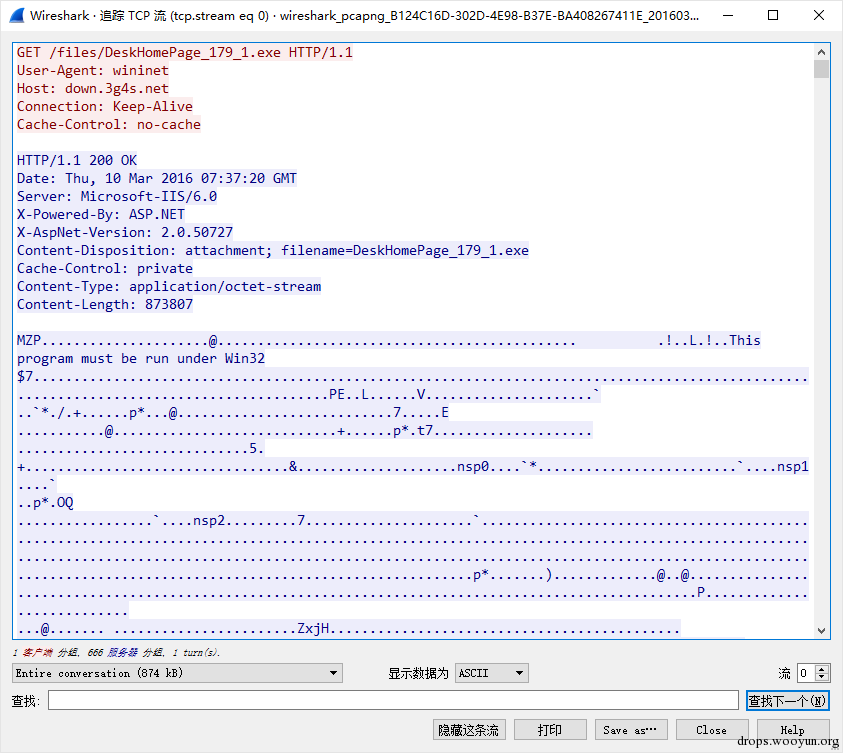 Wireshark · 追踪 TCP 流 (tcp.stream eq 0) · wireshark_pcapng_B124C16D-302D-4E98-B37E-BA408267411E_201603...
GET /files/DeskHomePage_179_1.exe HTTP/1.1
User-Agent: wininet
Host: down.3g4s.net
Connection: Keep-Alive
Cache-Control: no-cache
HTTP/1.1 200 OK
Date: Thu, 10 Mar 2016 07:37:20 GMT
Server: Microsoft-IIS/6.0
X-Powered-By: ASP.NET
X-AspNet-Version: 2.0.50727
Content-Disposition: attachment; filename=DeskHomePage_179_1.exe
Cache-Control: private
Content-Type: application/octet-stream
Content-Length: 873807
MZP.....................@............................................. .!..L.!..This
program must be run under Win32
$7................................................................................................
.......................................PE..L......V.....................`
..`*./.+......p*...@...........................7.....E
...........@............................+......p*.t7....................
.............................5.
+.................................&....................nsp0....`*.........................`....nsp1
....`
..p*.OQ
.................`....nsp2.........7.....................`.........................................
...................................................................................................
...................................................................................................
.........................................................p*.......).............@..@...............
.....................................................................................P.............
..............
...@....... ........................ZxjH............................................
1 客户端 分组, 666 服务器 分组, 1 turn(s).
Entire conversation (874 kB)
显示数据为 ASCII
流 0
查找:
查找下一个(N)
隐藏这条流
打印
Save as…
Close
Help
drops.wooyun.org